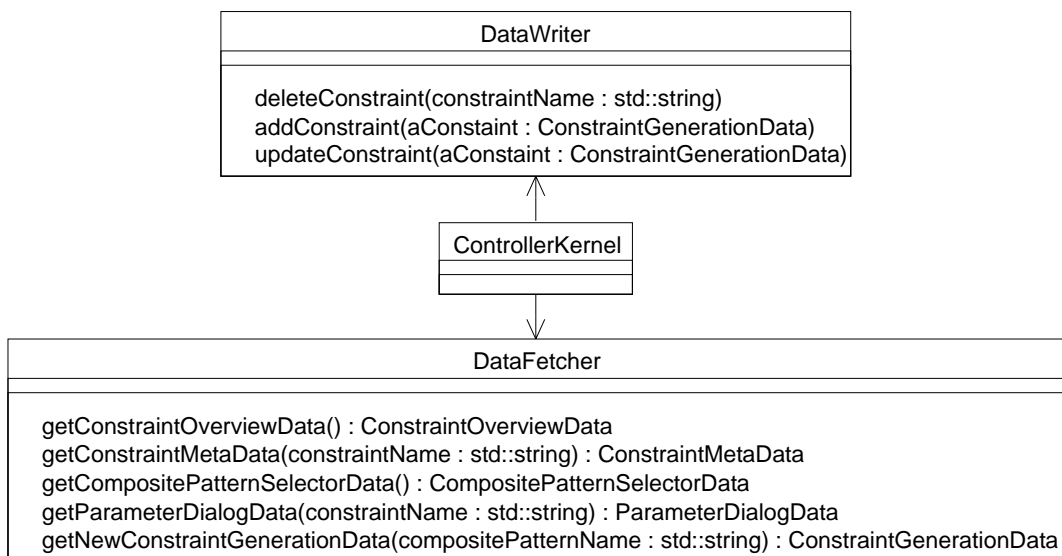 DataWriter
deleteConstraint(constraintName : std::string)
addConstraint(aConstaint : ConstraintGenerationData)
updateConstraint(aConstaint : ConstraintGenerationData)
ControllerKernel
DataFetcher
getConstraintOverviewData() : ConstraintOverviewData
getConstraintMetaData(constraintName : std::string) : ConstraintMetaData
getCompositePatternSelectorData() : CompositePatternSelectorData
getParameterDialogData(constraintName : std::string) : ParameterDialogData
getNewConstraintGenerationData(compositePatternName : std::string) : ConstraintGenerationData